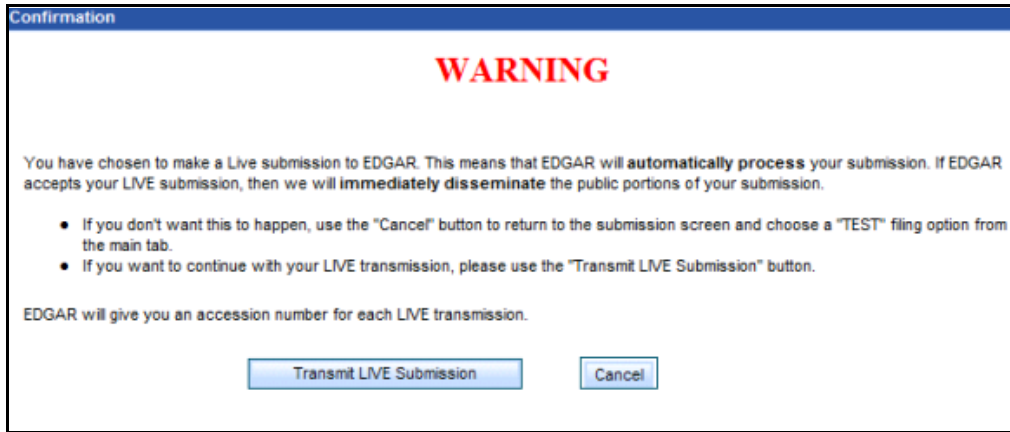 Confirmation
WARNING
You have chosen to make a Live submission to EDGAR. This means that EDGAR will automatically process your submission. If EDGAR
accepts your LIVE submission, then we will immediately disseminate the public portions of your submission.
● If you don't want this to happen, use the "Cancel" button to return to the submission screen and choose a "TEST" filing option from
the main tab.
● If you want to continue with your LIVE transmission, please use the "Transmit LIVE Submission" button.
EDGAR will give you an accession number for each LIVE transmission.
Transmit LIVE Submission Cancel